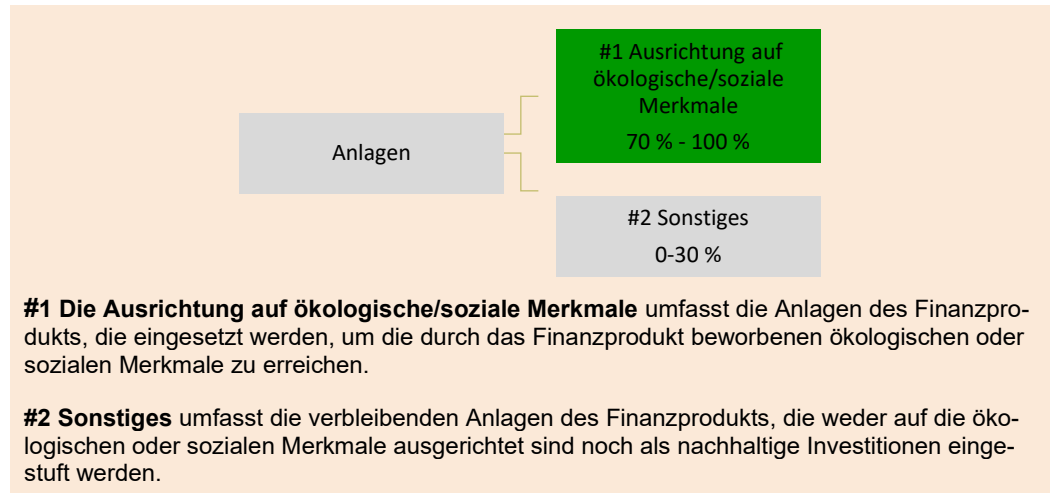 #1 Ausrichtung auf
ökologische/soziale
Merkmale
70 % - 100 %
Anlagen
#2 Sonstiges
0-30 %
#1 Die Ausrichtung auf ökologische/soziale Merkmale umfasst die Anlagen des Finanzpro-
dukts, die eingesetzt werden, um die durch das Finanzprodukt beworbenen ökologischen oder
sozialen Merkmale zu erreichen.
#2 Sonstiges umfasst die verbleibenden Anlagen des Finanzprodukts, die weder auf die öko-
logischen oder sozialen Merkmale ausgerichtet sind noch als nachhaltige Investitionen einge-
stuft werden.